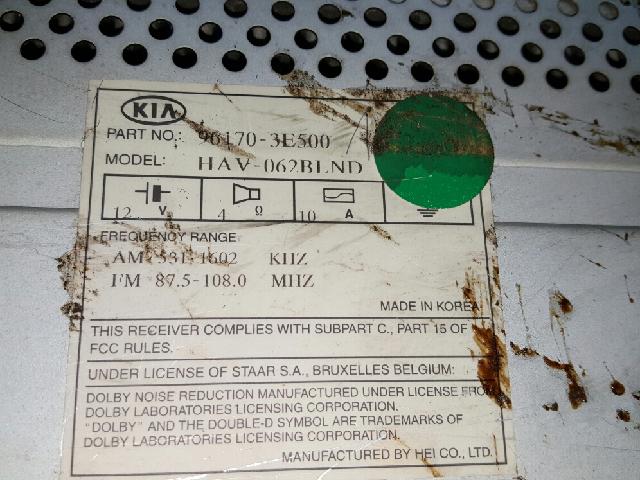 KIA
PART NO.: 96170-3E500
MODEL: HAV-062BLND
12 V 4 Ω 10 A
FREQUENCY RANGE
AM 531-1602 KHZ
FM 87.5-108.0 MHZ
MADE IN KOREA
THIS RECEIVER COMPLIES WITH SUBPART C., PART 15 OF
FCC RULES.
UNDER LICENSE OF STAAR S.A., BRUXELLES BELGIUM:
DOLBY NOISE REDUCTION MANUFACTURED UNDER LICENSE FROM
DOLBY LABORATORIES LICENSING CORPORATION.
"DOLBY" AND THE DOUBLE-D SYMBOL ARE TRADEMARKS OF
DOLBY LABORATORIES LICENSING CORPORATION.
MANUFACTURED BY HEI CO., LTD.